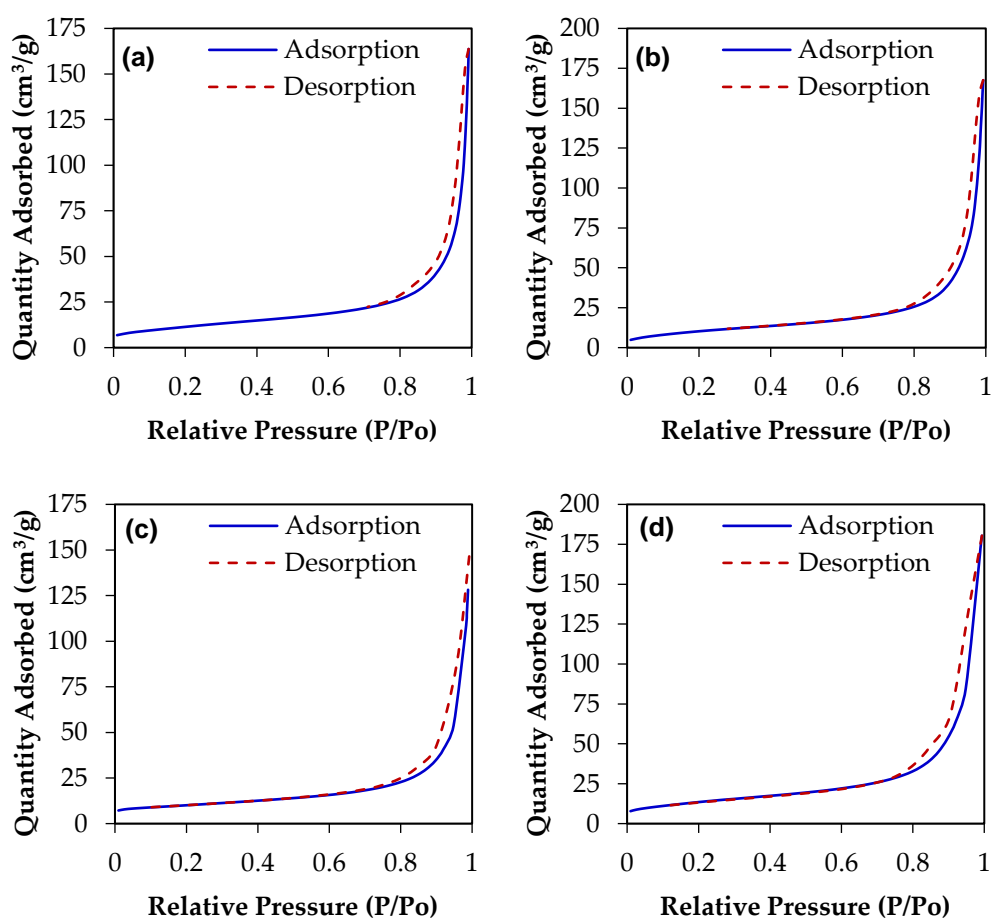 (a)
Adsorption
Desorption
Quantity Adsorbed (cm³/g)
175
150
125
100
75
50
25
0
0 0.2 0.4 0.6 0.8 1
Relative Pressure (P/Po)
(b)
Adsorption
Desorption
Quantity Adsorbed (cm³/g)
200
175
150
125
100
75
50
25
0
0 0.2 0.4 0.6 0.8 1
Relative Pressure (P/Po)
(c)
Adsorption
Desorption
Quantity Adsorbed (cm³/g)
175
150
125
100
75
50
25
0
0 0.2 0.4 0.6 0.8 1
Relative Pressure (P/Po)
(d)
Adsorption
Desorption
Quantity Adsorbed (cm³/g)
200
175
150
125
100
75
50
25
0
0 0.2 0.4 0.6 0.8 1
Relative Pressure (P/Po)